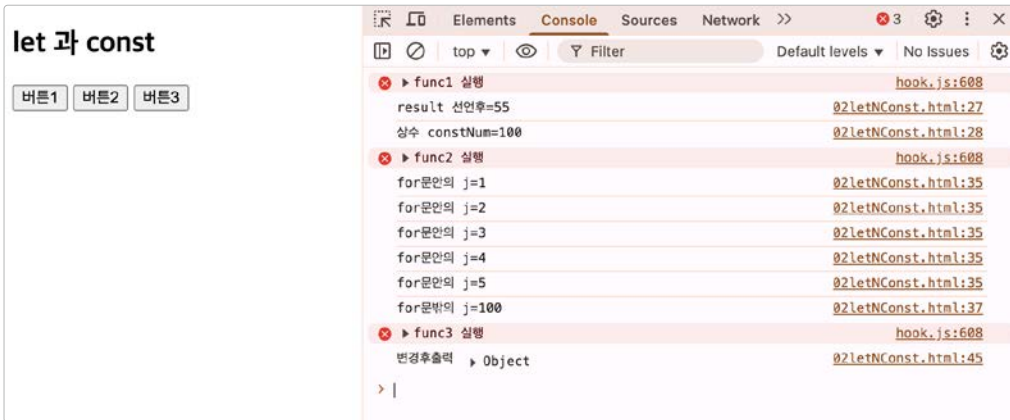 let 과 const
버튼1 버튼2 버튼3
Elements Console Sources Network >> 3
top ▼ Filter Default levels ▼ No Issues
▶ func1 실행 hook.js:608
result 선언후=55 02letNConst.html:27
상수 constNum=100 02letNConst.html:28
▶ func2 실행 hook.js:608
for문안의 j=1 02letNConst.html:35
for문안의 j=2 02letNConst.html:35
for문안의 j=3 02letNConst.html:35
for문안의 j=4 02letNConst.html:35
for문안의 j=5 02letNConst.html:35
for문밖의 j=100 02letNConst.html:37
▶ func3 실행 hook.js:608
변경후출력 ▶ Object 02letNConst.html:45
>